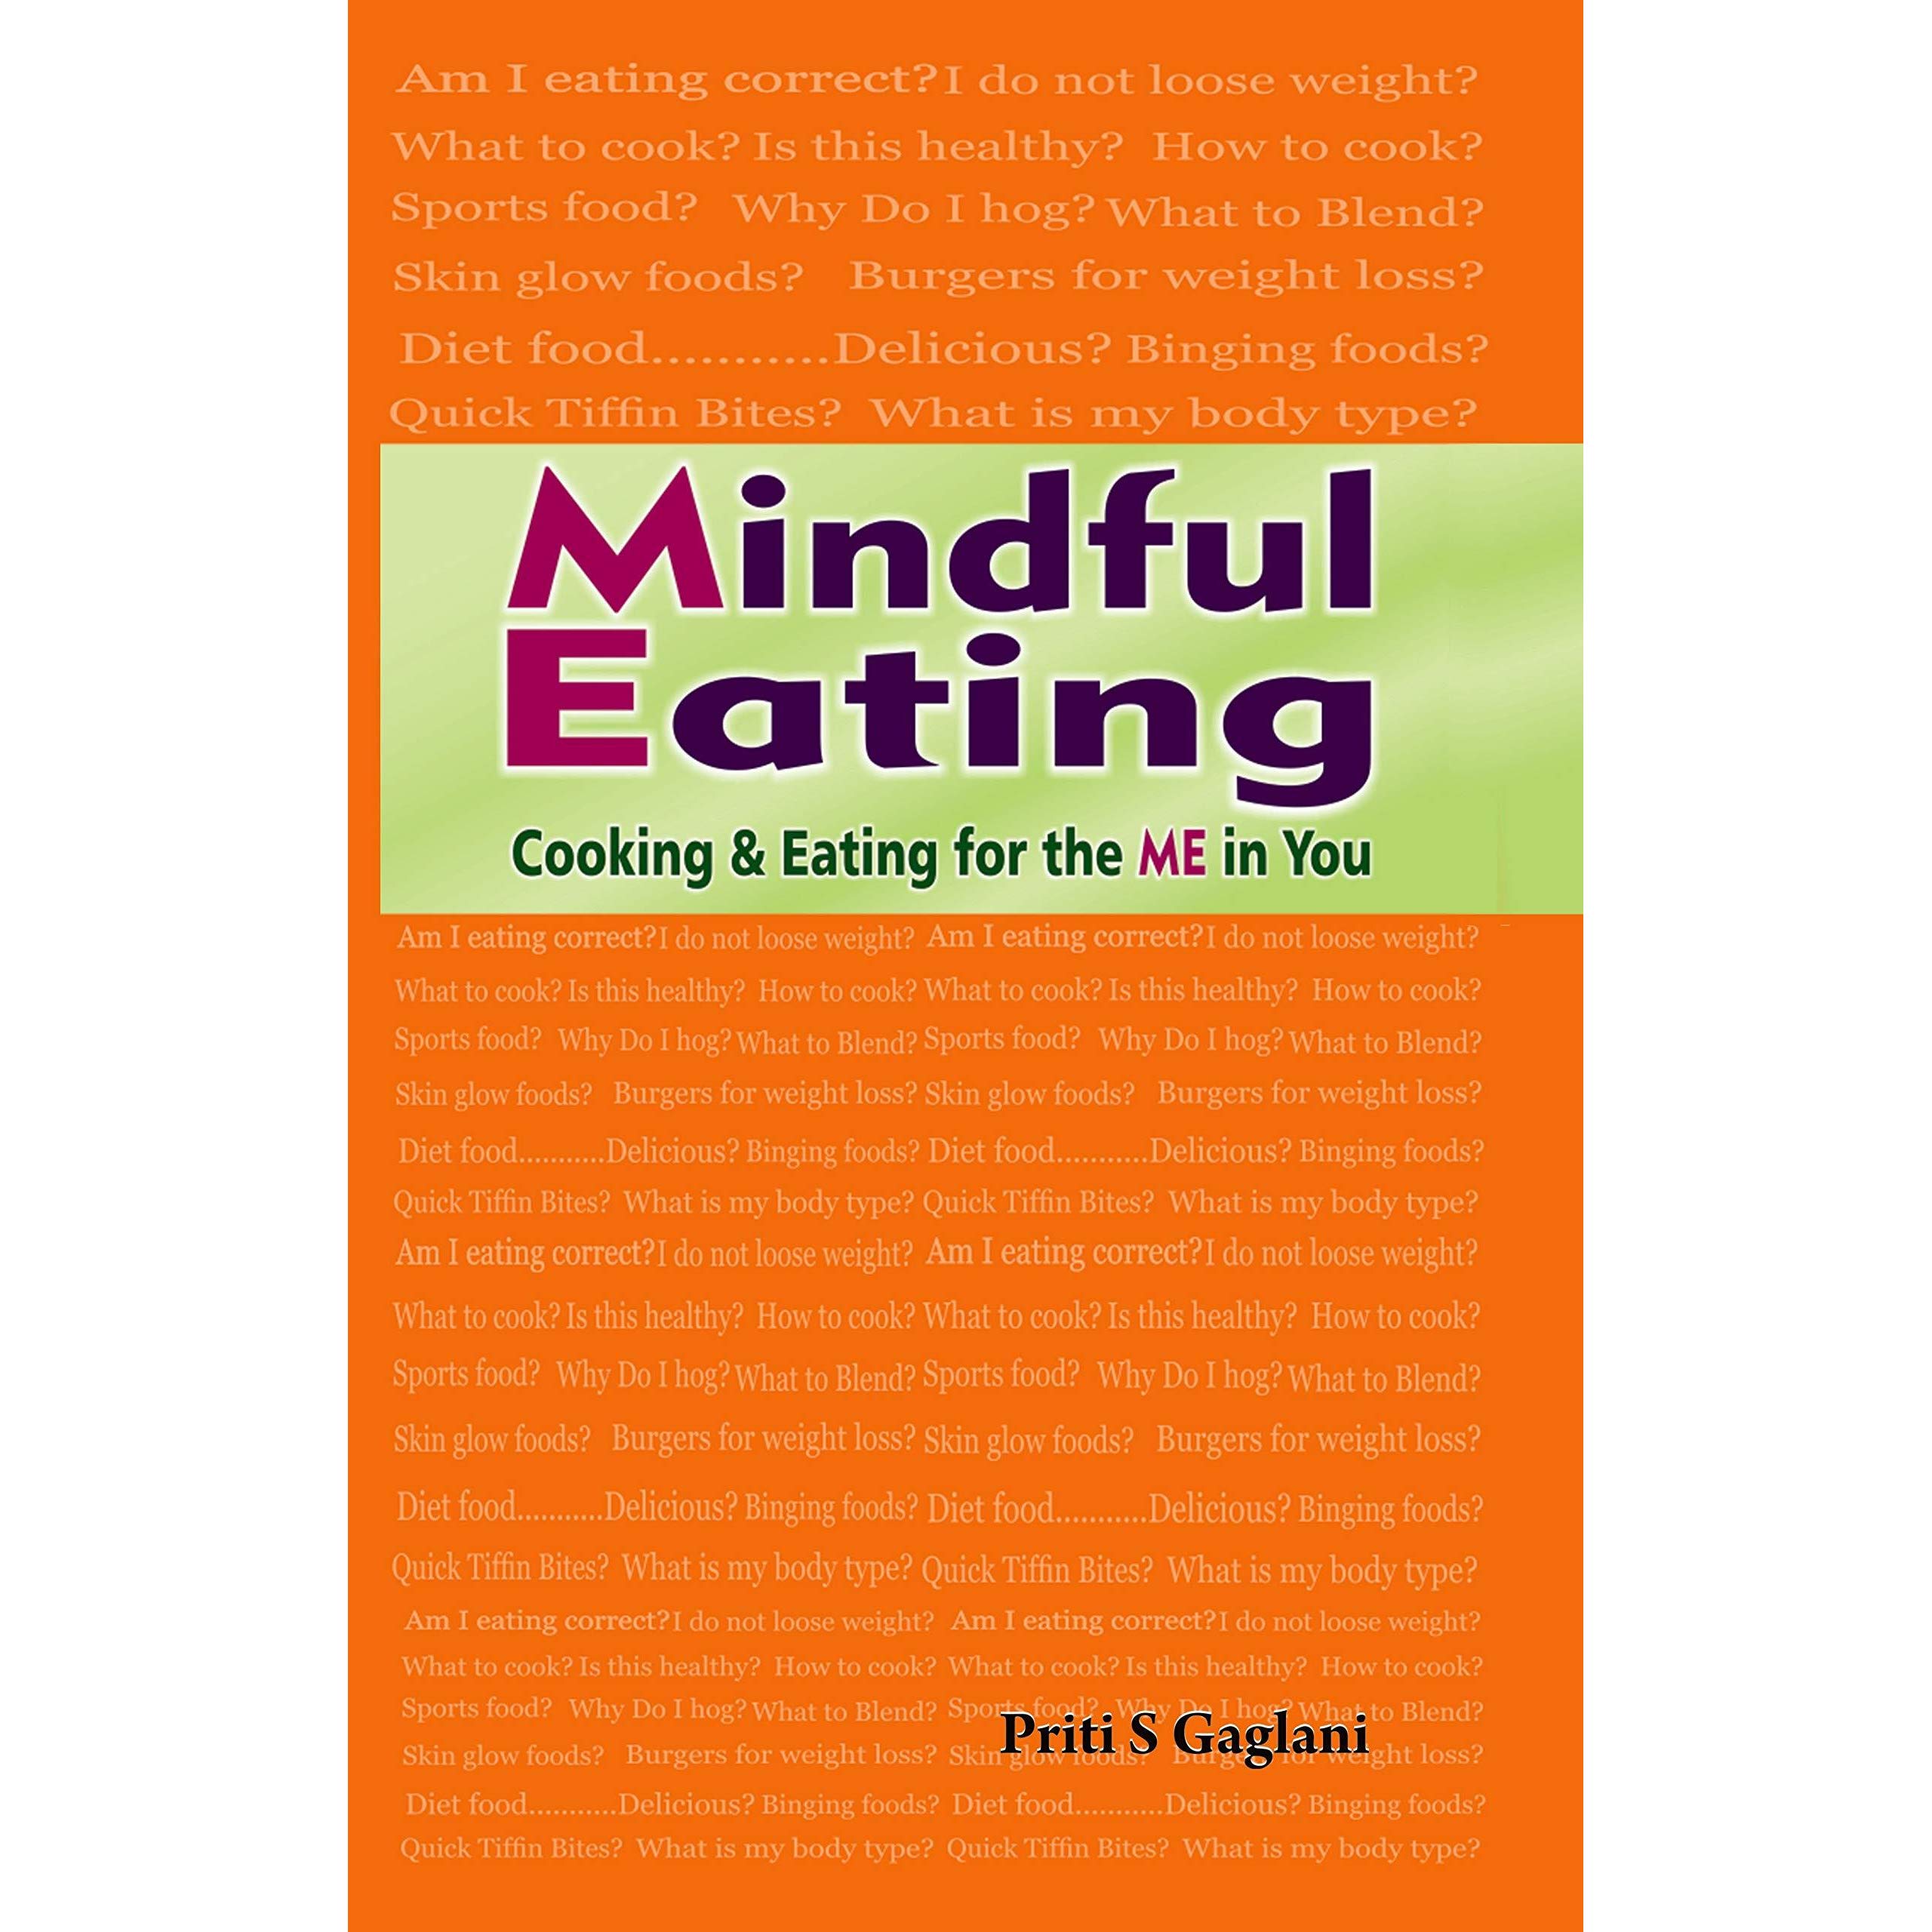 Am I eating correct? I do not loose weight?
What to cook? Is this healthy? How to cook?
Sports food? Why Do I hog? What to Blend?
Skin glow foods? Burgers for weight loss?
Diet food...........Delicious? Binging foods?
Quick Tiffin Bites? What is my body type?
Mindful
Eating
Cooking & Eating for the ME in You
Am I eating correct? I do not loose weight? Am I eating correct? I do not loose weight?
What to cook? Is this healthy? How to cook? What to cook? Is this healthy? How to cook?
Sports food? Why Do I hog? What to Blend? Sports food? Why Do I hog? What to Blend?
Skin glow foods? Burgers for weight loss? Skin glow foods? Burgers for weight loss?
Diet food...........Delicious? Binging foods? Diet food...........Delicious? Binging foods?
Quick Tiffin Bites? What is my body type? Quick Tiffin Bites? What is my body type?
Am I eating correct? I do not loose weight? Am I eating correct? I do not loose weight?
What to cook? Is this healthy? How to cook? What to cook? Is this healthy? How to cook?
Sports food? Why Do I hog? What to Blend? Sports food? Why Do I hog? What to Blend?
Skin glow foods? Burgers for weight loss? Skin glow foods? Burgers for weight loss?
Diet food...........Delicious? Binging foods? Diet food...........Delicious? Binging foods?
Quick Tiffin Bites? What is my body type? Quick Tiffin Bites? What is my body type?
Am I eating correct? I do not loose weight? Am I eating correct? I do not loose weight?
What to cook? Is this healthy? How to cook? What to cook? Is this healthy? How to cook?
Sports food? Why Do I hog? What to Blend? Sports food? Why Do I hog? What to Blend?
Priti S Gaglani
Skin glow foods? Burgers for weight loss? Skin glow foods? Burgers for weight loss?
Diet food...........Delicious? Binging foods? Diet food...........Delicious? Binging foods?
Quick Tiffin Bites? What is my body type? Quick Tiffin Bites? What is my body type?